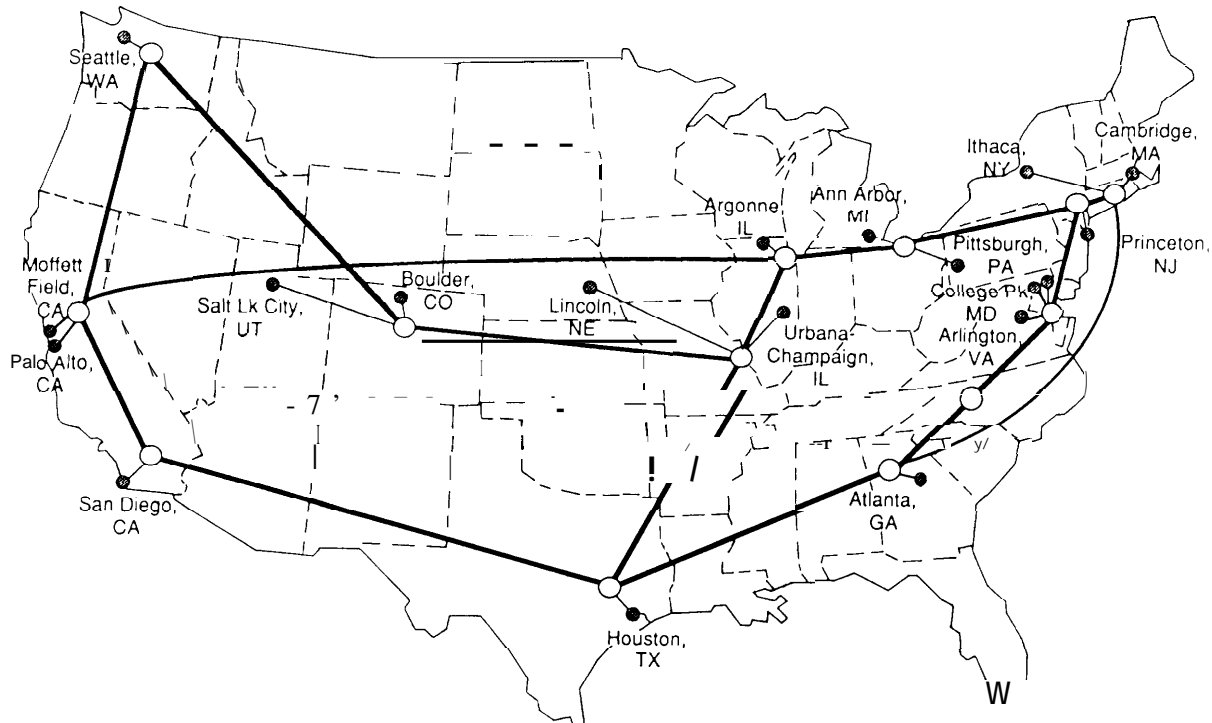 Seattle,
WA
Cambridge,
MA
Ithaca,
NY
Ann Arbor,
MI
Argonne
IL
Pittsburgh,
PA
Princeton,
NJ
Moffett
Field,
CA
Boulder,
CO
Salt Lk City,
UT
Lincoln,
NE
College Pk,
MD
Urbana-
Champaign,
IL
Arlington,
VA
Palo Alto,
CA
San Diego,
CA
Atlanta,
GA
Houston,
TX
W